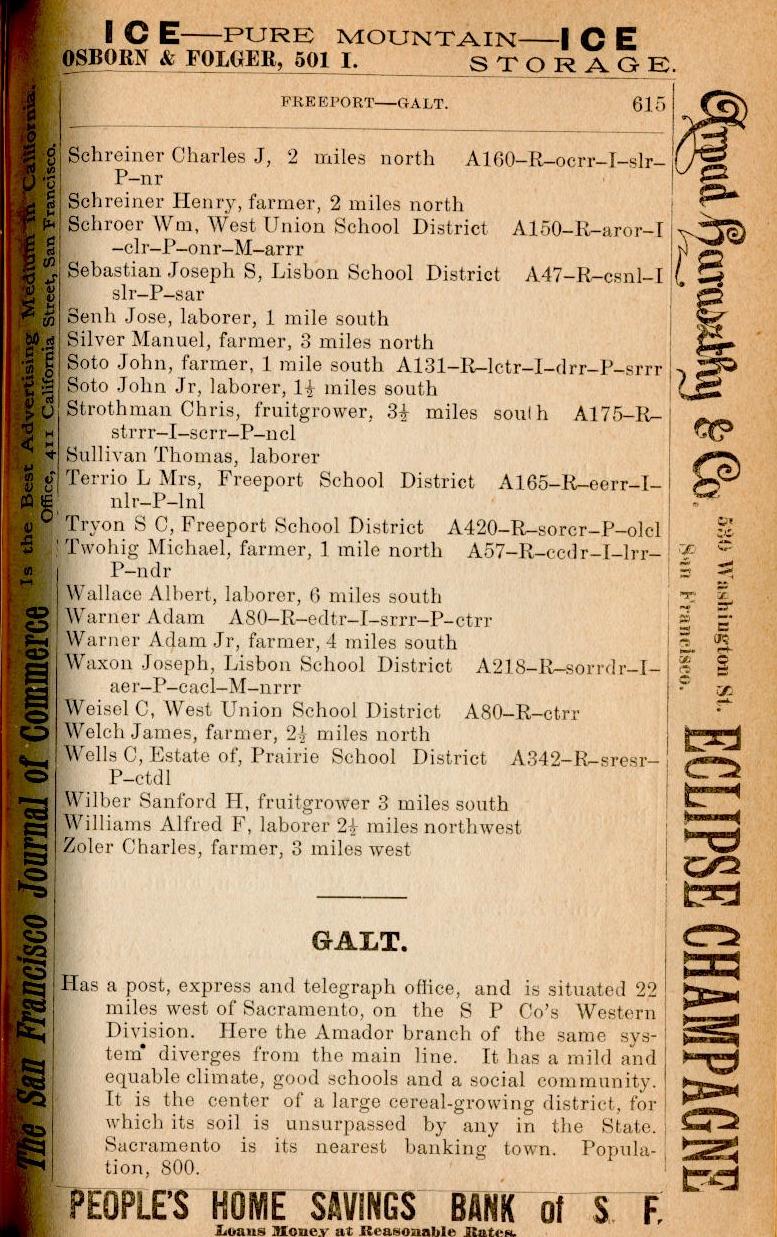 ICE—PURE MOUNTAIN—ICE
OSBORN & FOLGER, 501 I. STORAGE.
FREEPORT—GALT. 615
Schreiner Charles J, 2 miles north A160–R–ocrr–I–slr–
P–nr
Schreiner Henry, farmer, 2 miles north
Schroer Wm, West Union School District A150–R–aror–I
–clr–P–onr–M–arrr
Sebastian Joseph S, Lisbon School District A47–R–csnl–I
slr–P–sar
Senh Jose, laborer, 1 mile south
Silver Manuel, farmer, 3 miles north
Soto John, farmer, 1 mile south A131–R–lctr–I–drr–P–srrr
Soto John Jr, laborer, 1½ miles south
Strothman Chris, fruitgrower, 3½ miles south A175–R–
strrr–I–scrr–P–ncl
Sullivan Thomas, laborer
Terrio L Mrs, Freeport School District A165–R–eerr–I–
nlr–P–lnl
Tryon S C, Freeport School District A420–R–sorcr–P–olcl
Twohig Michael, farmer, 1 mile north A57–R–ccdr–I–lrr–
P–ndr
Wallace Albert, laborer, 6 miles south
Warner Adam A80–R–edtr–I–srrr–P–ctrr
Warner Adam Jr, farmer, 4 miles south
Waxon Joseph, Lisbon School District A218–R–sorrdr–I–
aer–P–cacl–M–nrrr
Weisel C, West Union School District A80–R–ctrr
Welch James, farmer, 2½ miles north
Wells C, Estate of, Prairie School District A342–R–sresr–
P–ctdl
Wilber Sanford H, fruitgrower 3 miles south
Williams Alfred F, laborer 2½ miles northwest
Zoler Charles, farmer, 3 miles west
GALT.
Has a post, express and telegraph office, and is situated 22
miles west of Sacramento, on the S P Co's Western
Division. Here the Amador branch of the same sys-
tem diverges from the main line. It has a mild and
equable climate, good schools and a social community.
It is the center of a large cereal-growing district, for
which its soil is unsurpassed by any in the State.
Sacramento is its nearest banking town. Popula-
tion, 800.
PEOPLE'S HOME SAVINGS BANK of S. F.
Loans Money at Reasonable Rates.
The San Francisco Journal of Commerce Is the Best Advertising Medium in California.
Office, 411 California Street, San Francisco.
Arpad Haraszthy & Co. 530 Washington St. ECLIPSE CHAMPAGNE
San Francisco.